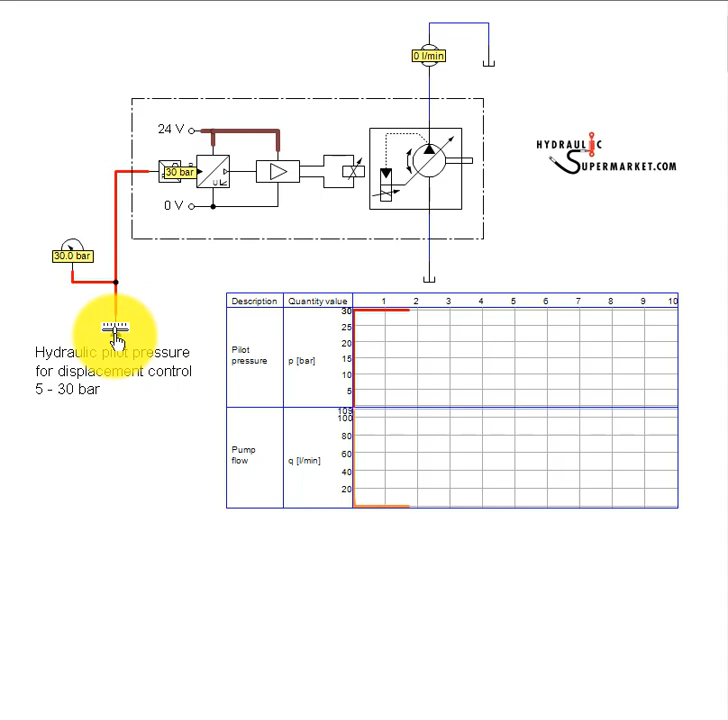 0 l/min
HYDRAULIC
SUPERMARKET.COM
24 V
30 bar
U
0 V
30.0 bar
Hydraulic pilot pressure
for displacement control
5 - 30 bar
Description Quantity value 1 2 3 4 5 6 7 8 9 10
30
25
20
Pilot
pressure
p [bar]
15
10
5
109
100
80
Pump
flow
q [l/min]
60
40
20